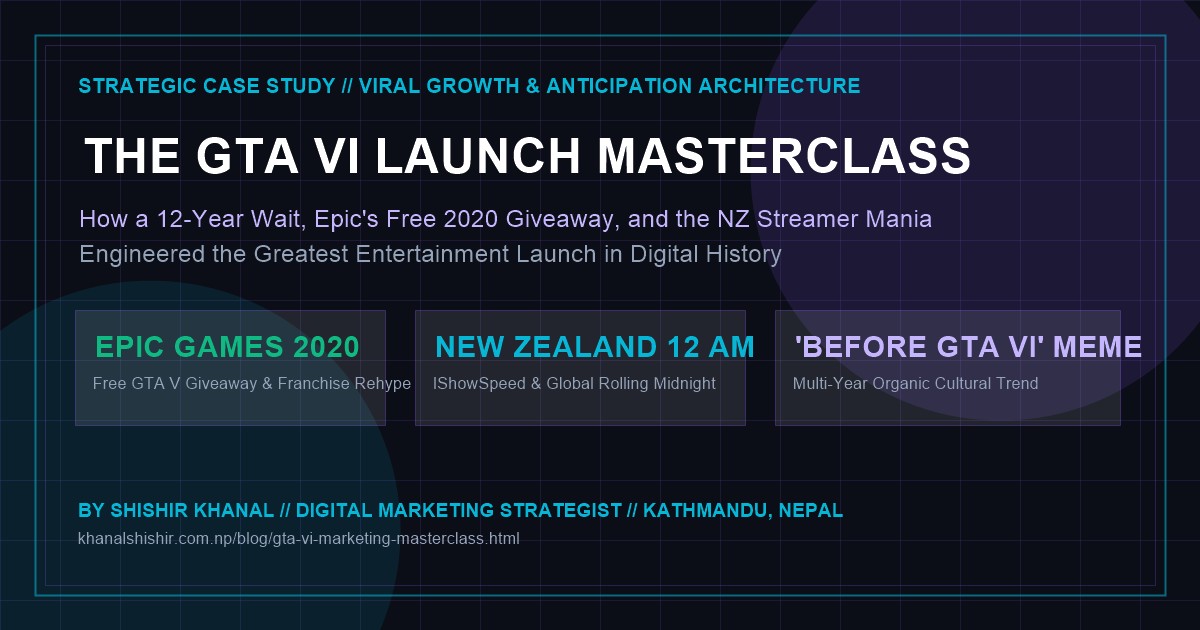 STRATEGIC CASE STUDY // VIRAL GROWTH & ANTICIPATION ARCHITECTURE
THE GTA VI LAUNCH MASTERCLASS
How a 12-Year Wait, Epic's Free 2020 Giveaway, and the NZ Streamer Mania
Engineered the Greatest Entertainment Launch in Digital History
EPIC GAMES 2020
Free GTA V Giveaway & Franchise Rehype
NEW ZEALAND 12 AM
IShowSpeed & Global Rolling Midnight
'BEFORE GTA VI' MEME
Multi-Year Organic Cultural Trend
BY SHISHIR KHANAL // DIGITAL MARKETING STRATEGIST // KATHMANDU, NEPAL
khanalshishir.com.np/blog/gta-vi-marketing-masterclass.html